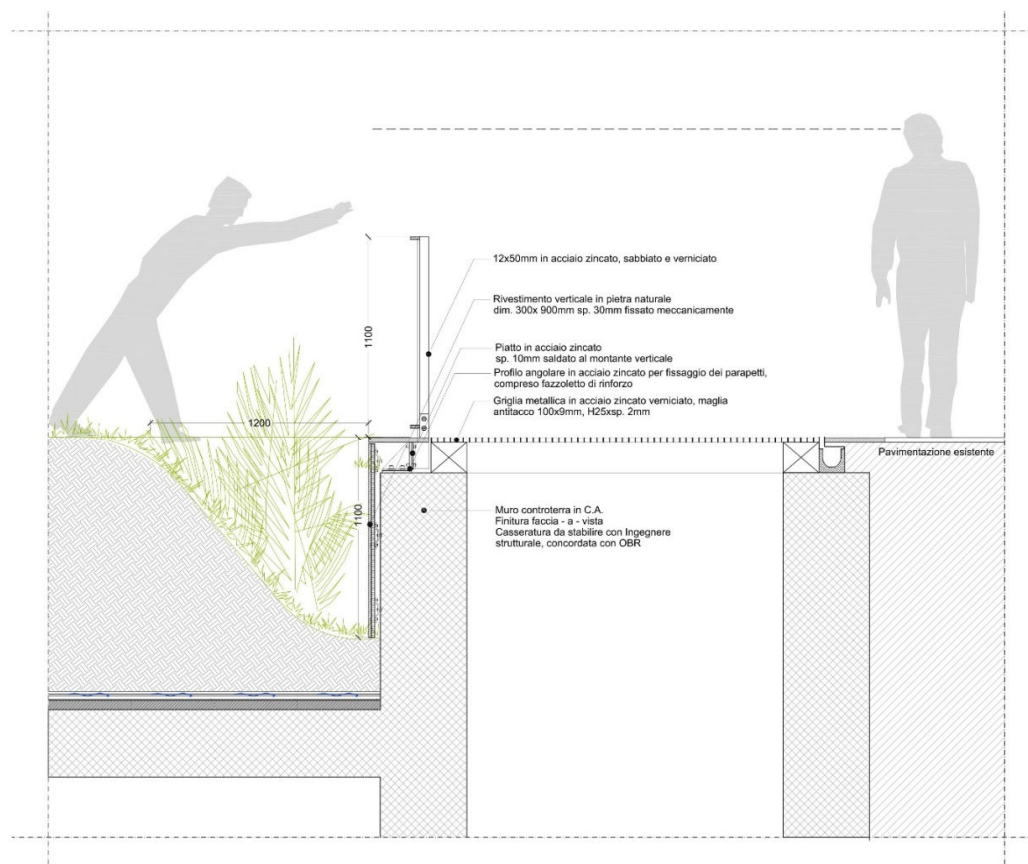 12x50mm in acciaio zincato, sabbiato e verniciato
Rivestimento verticale in pietra naturale
dim. 300x 900mm sp. 30mm fissato meccanicamente
1100
Piatto in acciaio zincato
sp. 10mm saldato al montante verticale
Profilo angolare in acciaio zincato per fissaggio dei parapetti,
compreso fazzoletto di rinforzo
Griglia metallica in acciaio zincato verniciato, maglia
antitacco 100x9mm, H25xsp. 2mm
1200
Pavimentazione esistente
1100
Muro controterra in C.A.
Finitura faccia - a - vista
Casseratura da stabilire con Ingegnere
strutturale, concordata con OBR